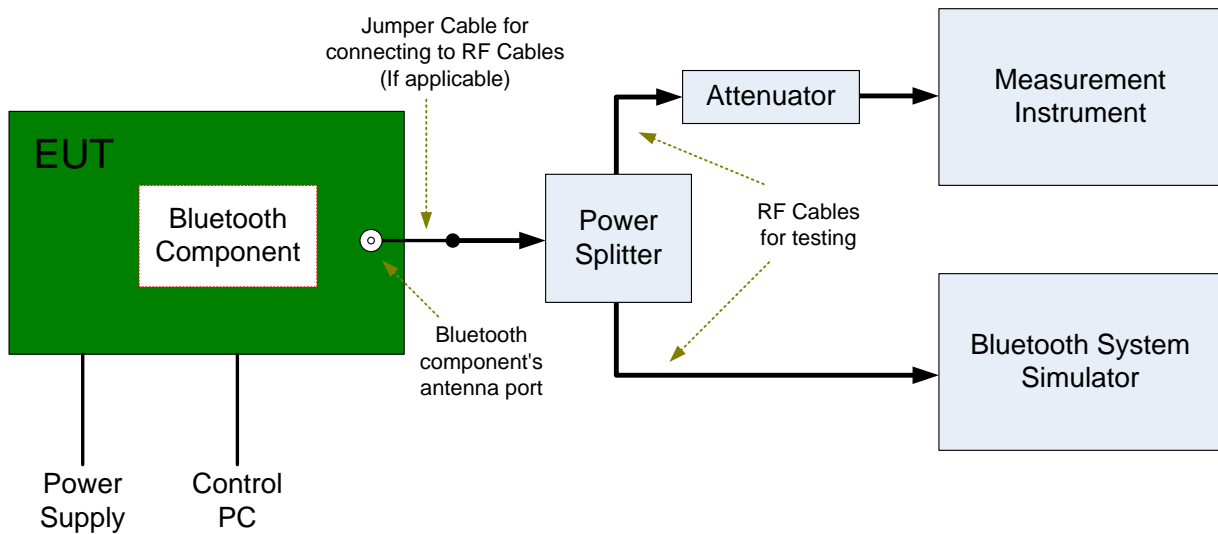 Jumper Cable for
connecting to RF Cables
(If applicable)
EUT
Bluetooth
Component
Bluetooth
component's
antenna port
Power
Supply
Control
PC
Power
Splitter
Attenuator
RF Cables
for testing
Measurement
Instrument
Bluetooth System
Simulator